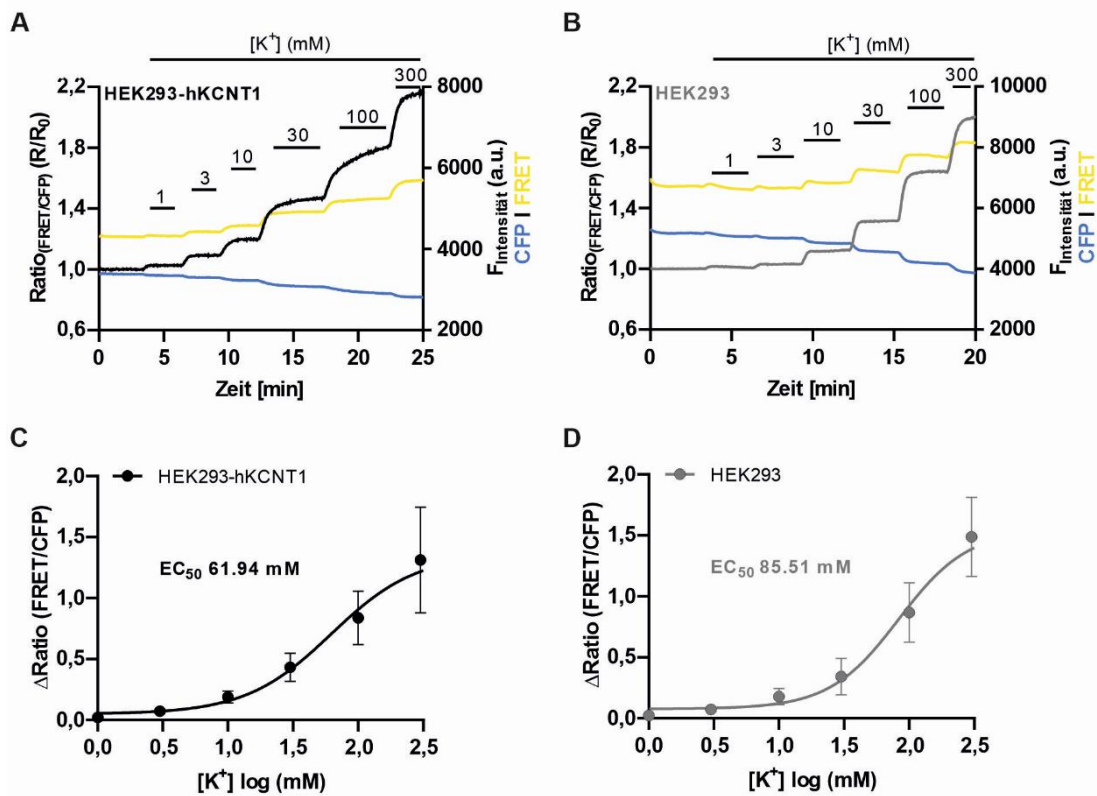 A
[K+] (mM)
HEK293-hKCNT1
1
3
10
30
100
300
2,2
1,8
1,4
1,0
0,6
Ratio(FRET/CFP) (R/R0)
8000
6000
4000
2000
FIntensität (a.u.)
CFP I FRET
0
5
10
15
20
25
Zeit [min]
B
[K+] (mM)
HEK293
1
3
10
30
100
300
2,2
1,8
1,4
1,0
0,6
Ratio(FRET/CFP) (R/R0)
10000
8000
6000
4000
2000
FIntensität (a.u.)
CFP I FRET
0
5
10
15
20
Zeit [min]
C
HEK293-hKCNT1
EC50 61.94 mM
2,0
1,5
1,0
0,5
0,0
ΔRatio (FRET/CFP)
0,0
0,5
1,0
1,5
2,0
2,5
[K+] log (mM)
D
HEK293
EC50 85.51 mM
2,0
1,5
1,0
0,5
0,0
ΔRatio (FRET/CFP)
0,0
0,5
1,0
1,5
2,0
2,5
[K+] log (mM)